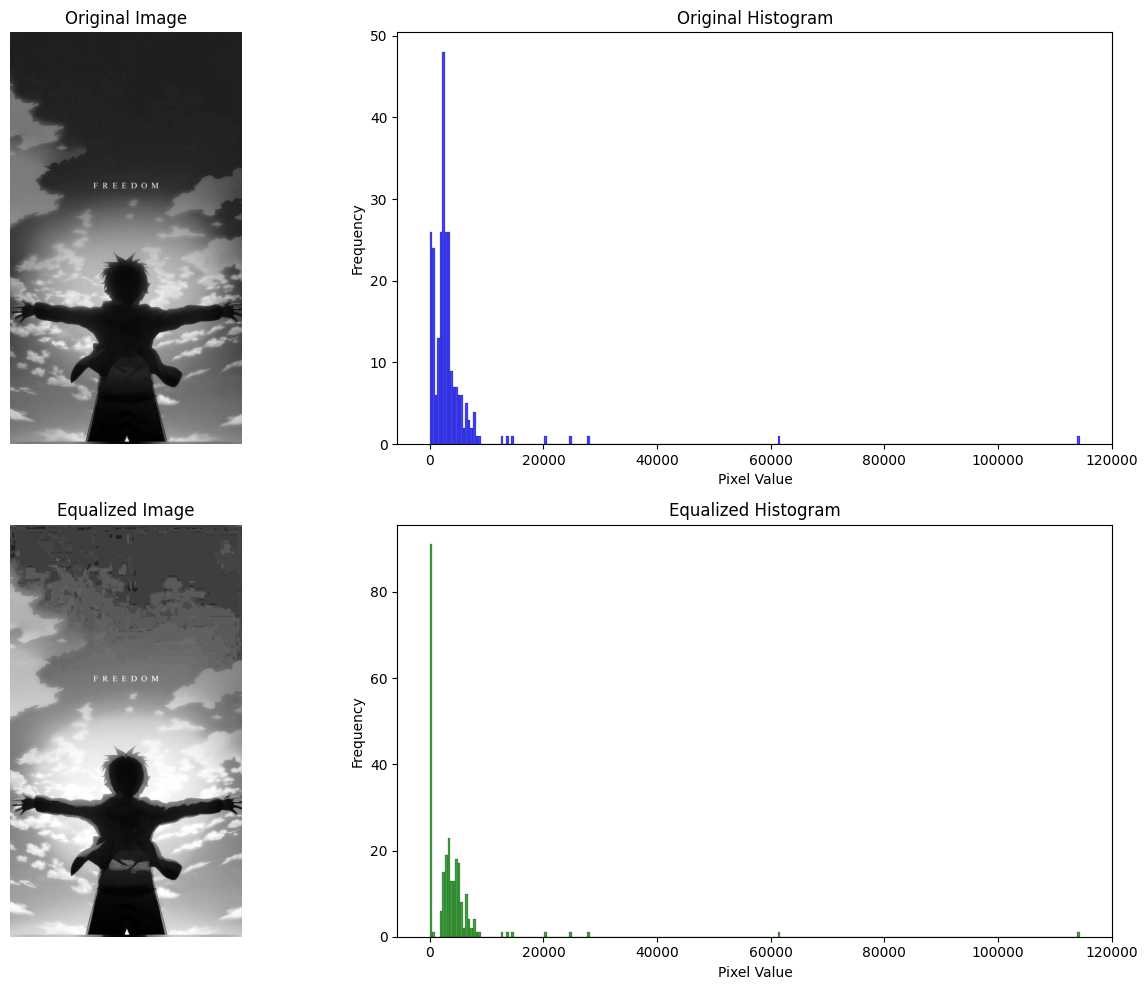 Original Image
FREEDOM
Original Histogram
Frequency
50
40
30
20
10
0
0 20000 40000 60000 80000 100000 120000
Pixel Value
Equalized Image
FREEDOM
Equalized Histogram
Frequency
80
60
40
20
0
0 20000 40000 60000 80000 100000 120000
Pixel Value